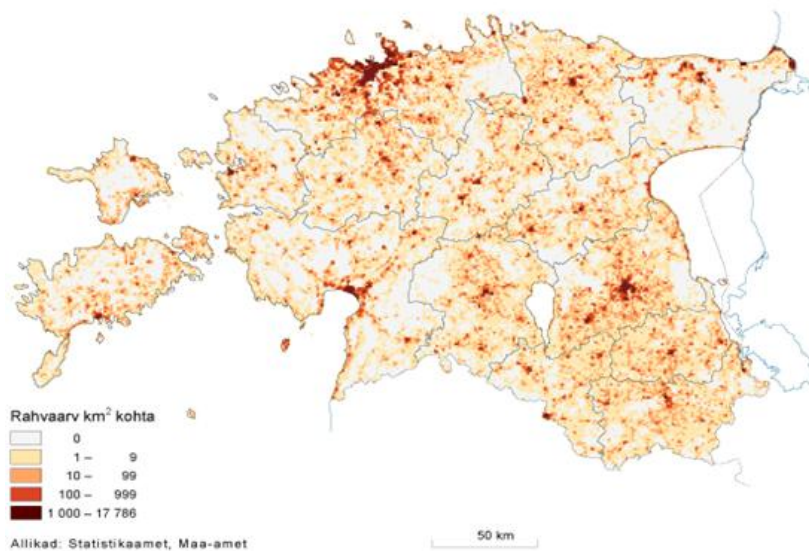 Rahvaarv km² kohta
0
1 – 9
10 – 99
100 – 999
1 000 – 17 786
Allikad: Statistikaamet, Maa-amet
50 km